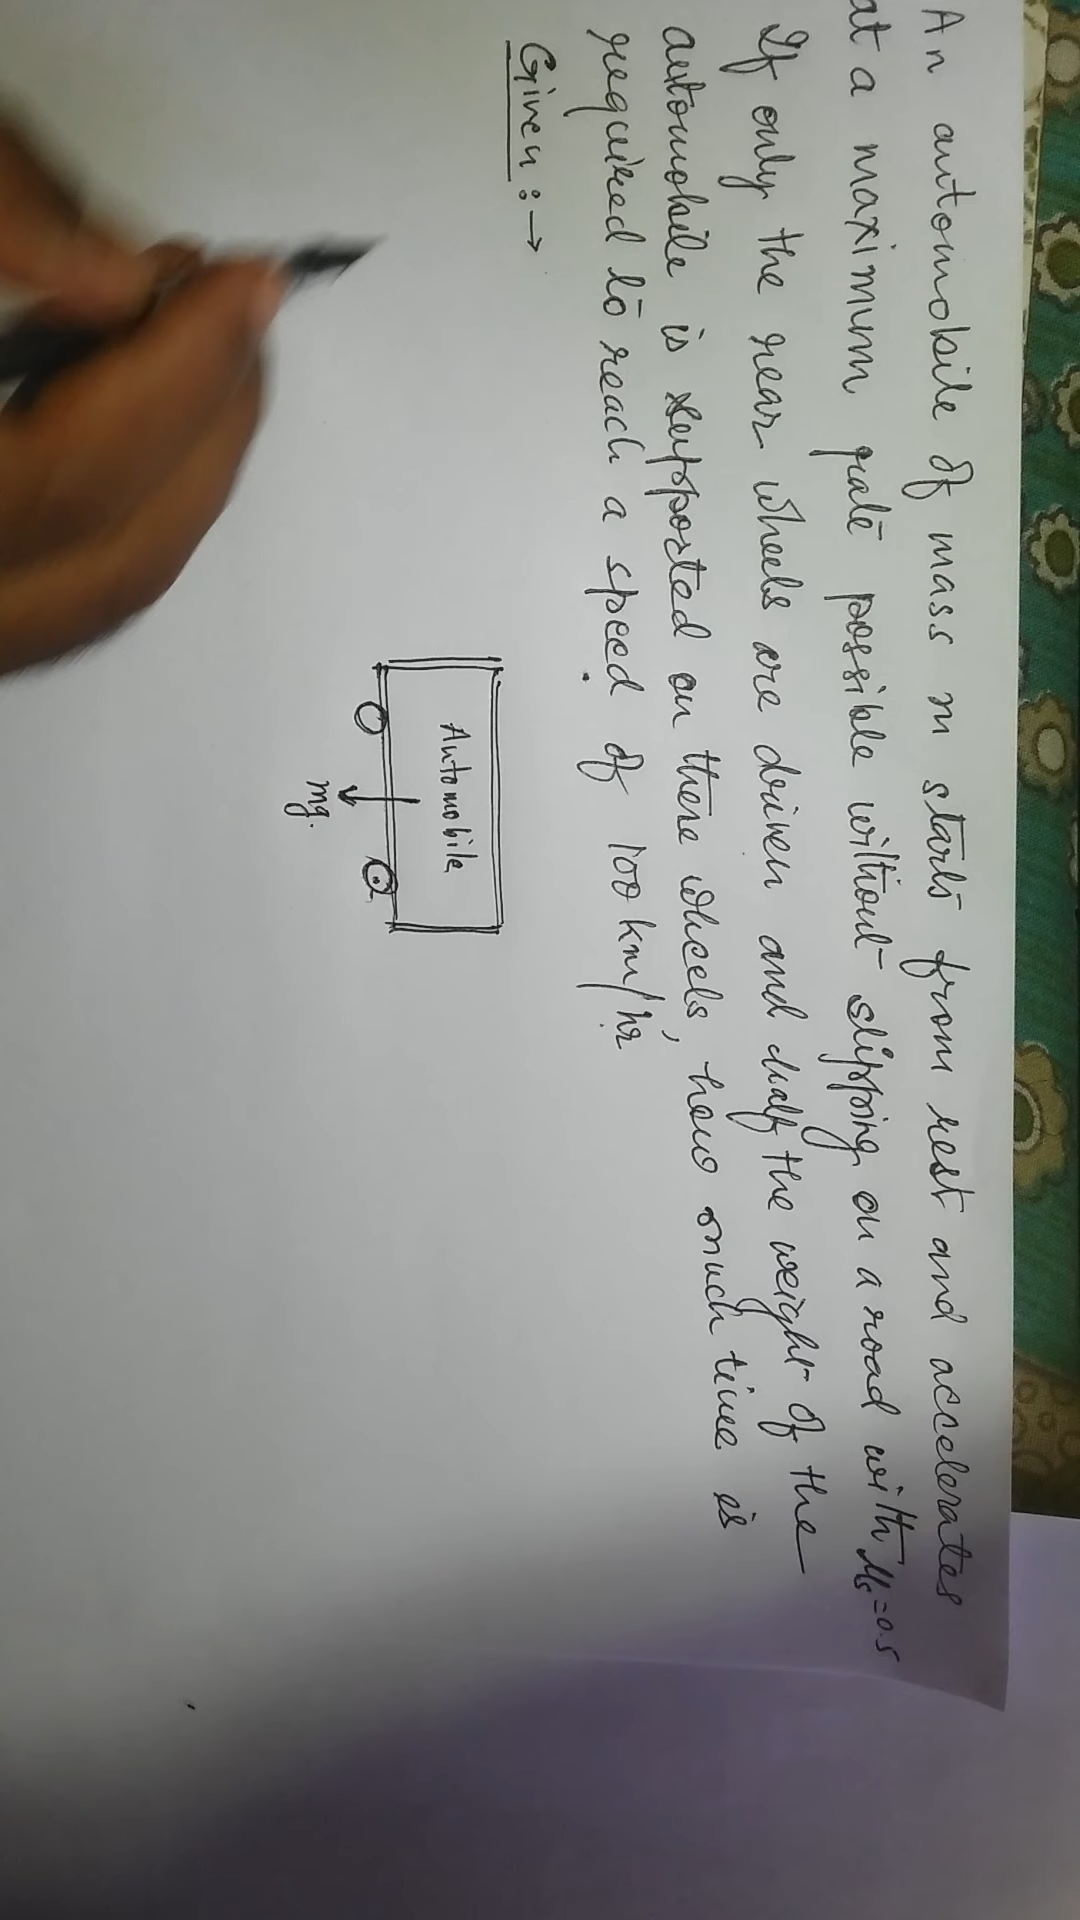 An automobile of mass m starts from rest and accelerates
at a maximum rate possible without slipping on a road with μs = 0.5
If only the rear wheels are driven and half the weight of the
automobile is supported on there wheels, how much time is
required to reach a speed of 100 km/hr
Given :→
Automobile
mg.